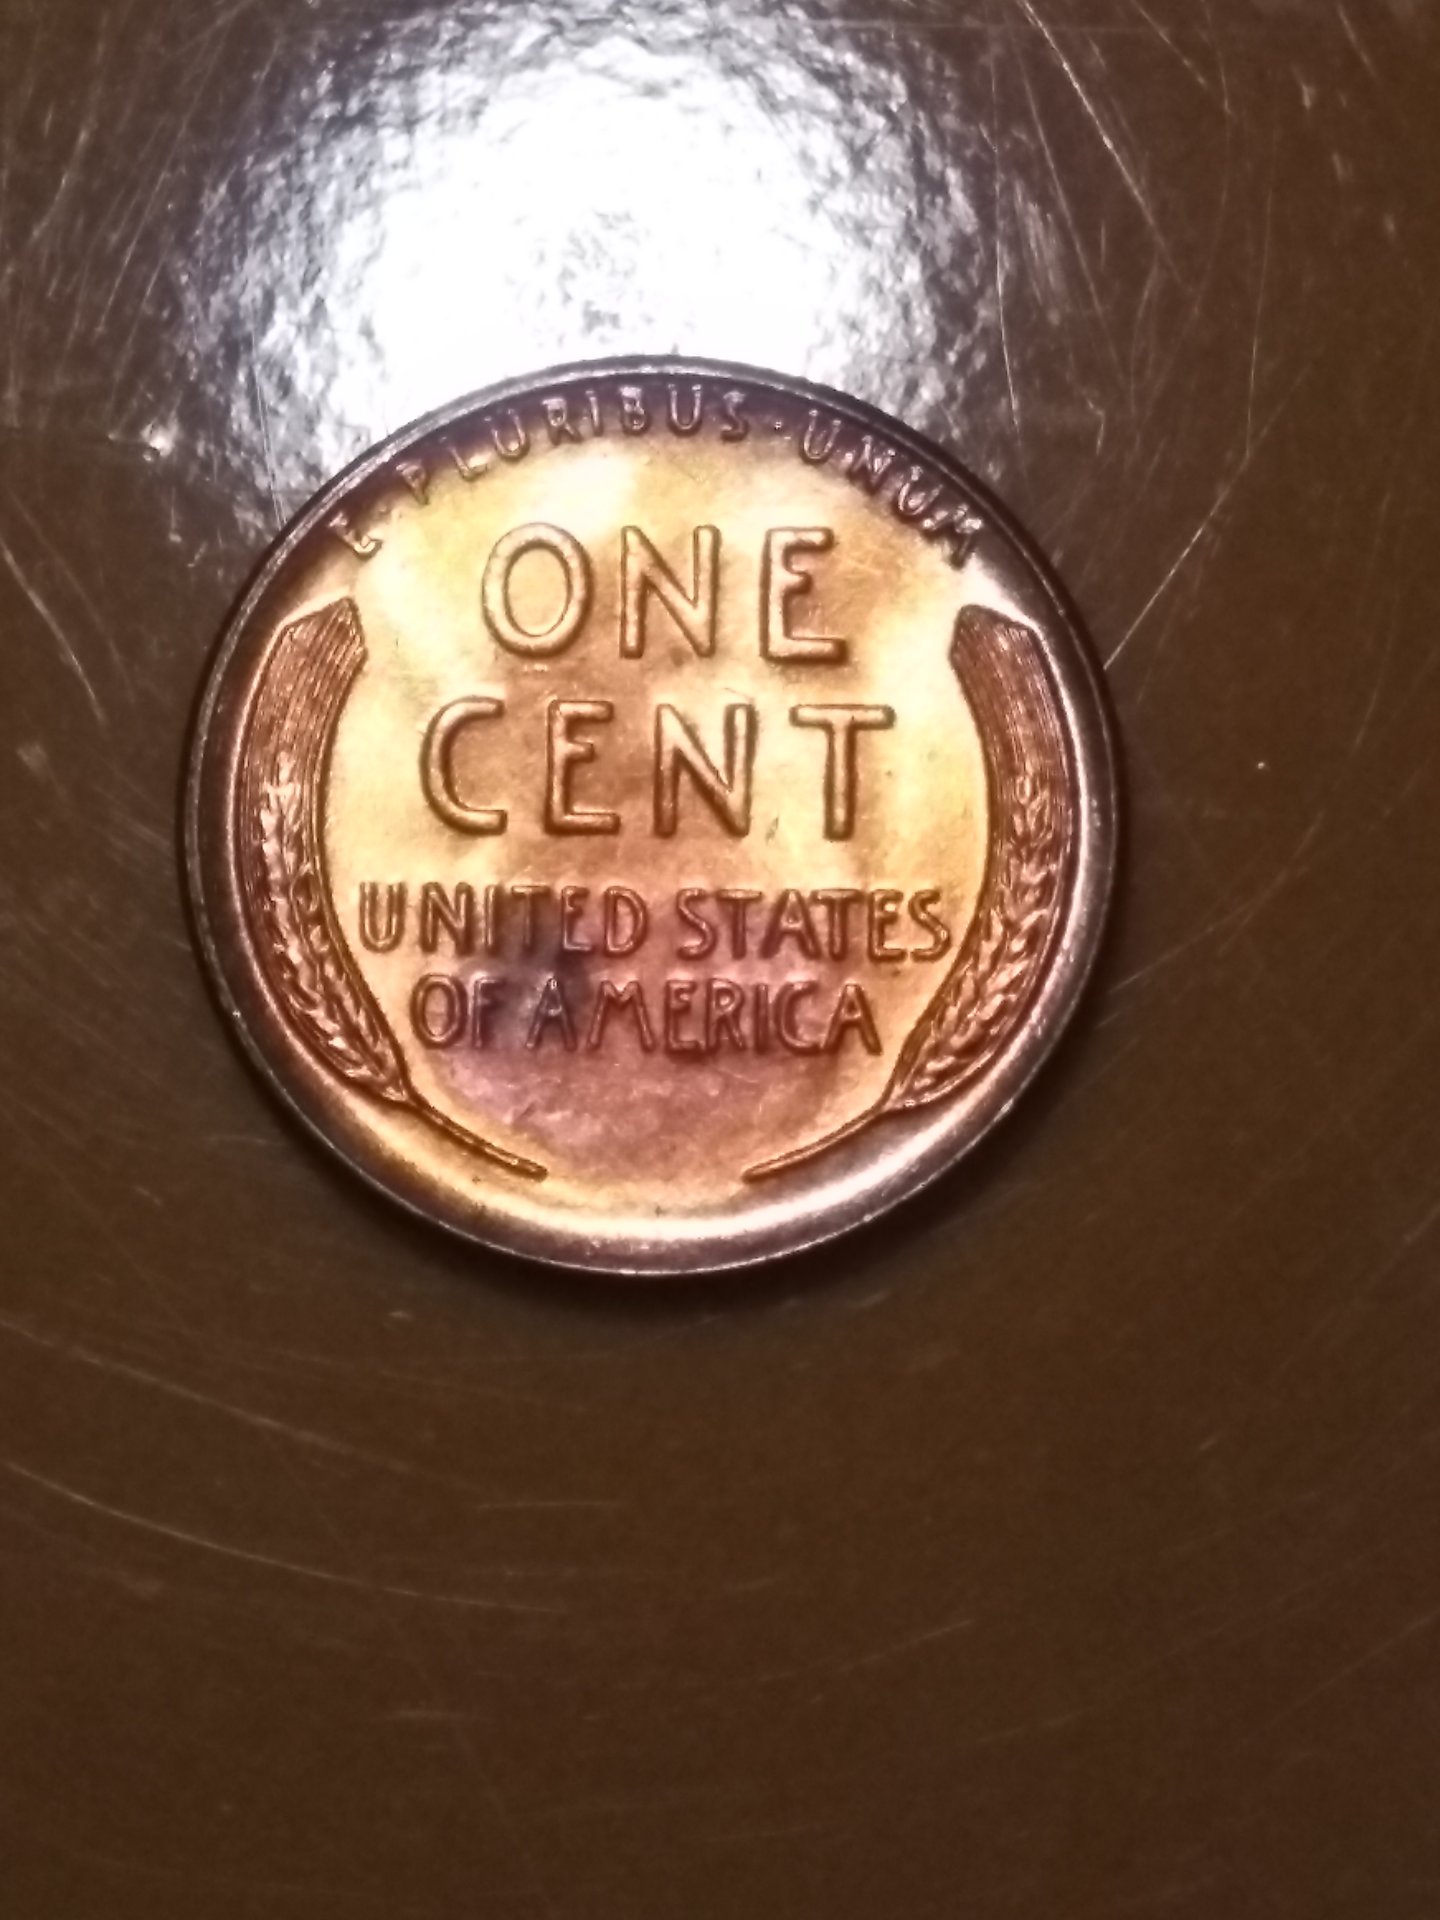 E·PLURIBUS·UNUM
ONE
CENT
UNITED STATES
OF AMERICA